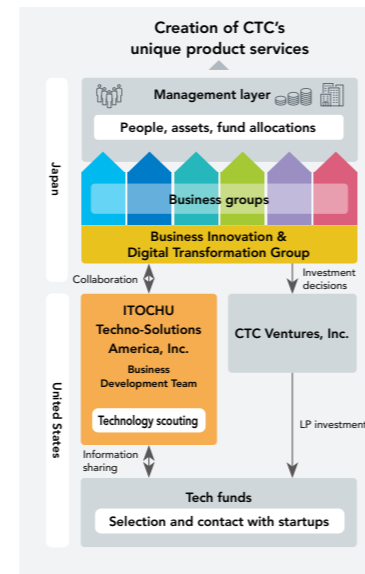 Creation of CTC's
unique product services
Management layer
People, assets, fund allocations
Japan
Business groups
Business Innovation &
Digital Transformation Group
Collaboration
Investment
decisions
ITOCHU
Techno-Solutions
America, Inc.
Business
Development Team
Technology scouting
CTC Ventures, Inc.
United States
Information
sharing
LP investment
Tech funds
Selection and contact with startups